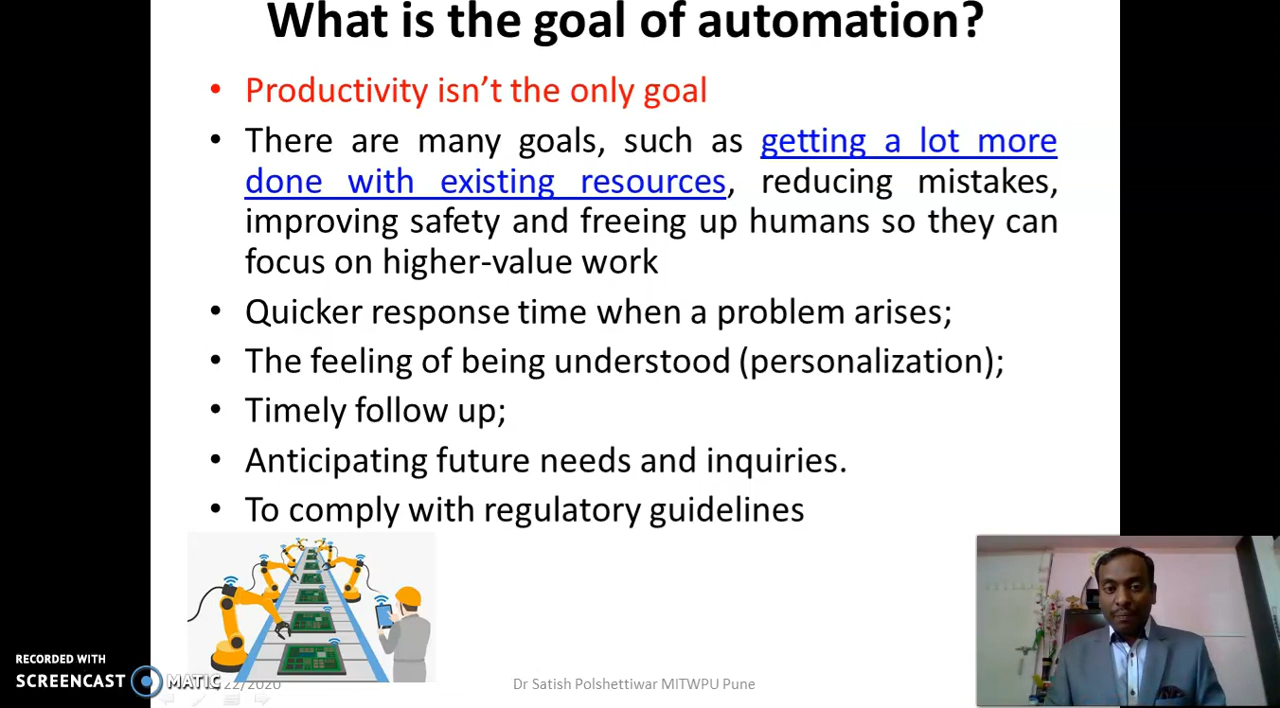 What is the goal of automation?
• Productivity isn't the only goal
• There are many goals, such as getting a lot more
done with existing resources, reducing mistakes,
improving safety and freeing up humans so they can
focus on higher-value work
• Quicker response time when a problem arises;
• The feeling of being understood (personalization);
• Timely follow up;
• Anticipating future needs and inquiries.
• To comply with regulatory guidelines
RECORDED WITH
SCREENCAST MATIC
22/2020
Dr Satish Polshettiwar MITWPU Pune